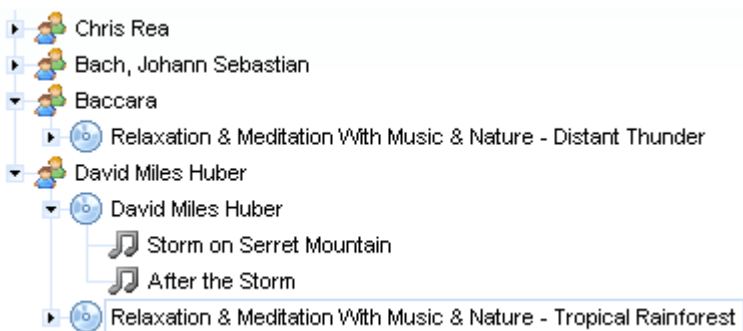 Chris Rea
Bach, Johann Sebastian
Baccara
Relaxation & Meditation With Music & Nature - Distant Thunder
David Miles Huber
David Miles Huber
Storm on Serret Mountain
After the Storm
Relaxation & Meditation With Music & Nature - Tropical Rainforest